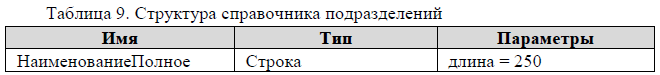 Таблица 9. Структура справочника подразделений
Имя Тип Параметры
НаименованиеПолное Строка длина = 250